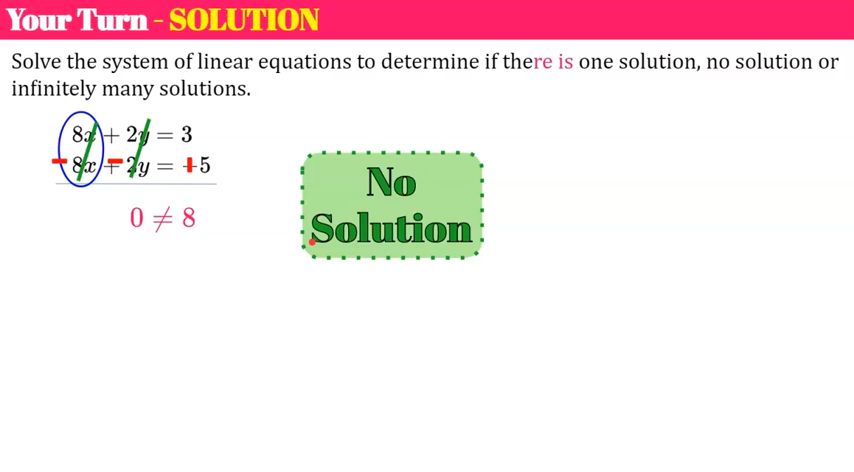 Your Turn - SOLUTION
Solve the system of linear equations to determine if there is one solution, no solution or
infinitely many solutions.
8x + 2y = 3
- 8x - 2y = + 5
0 ≠ 8
No
Solution